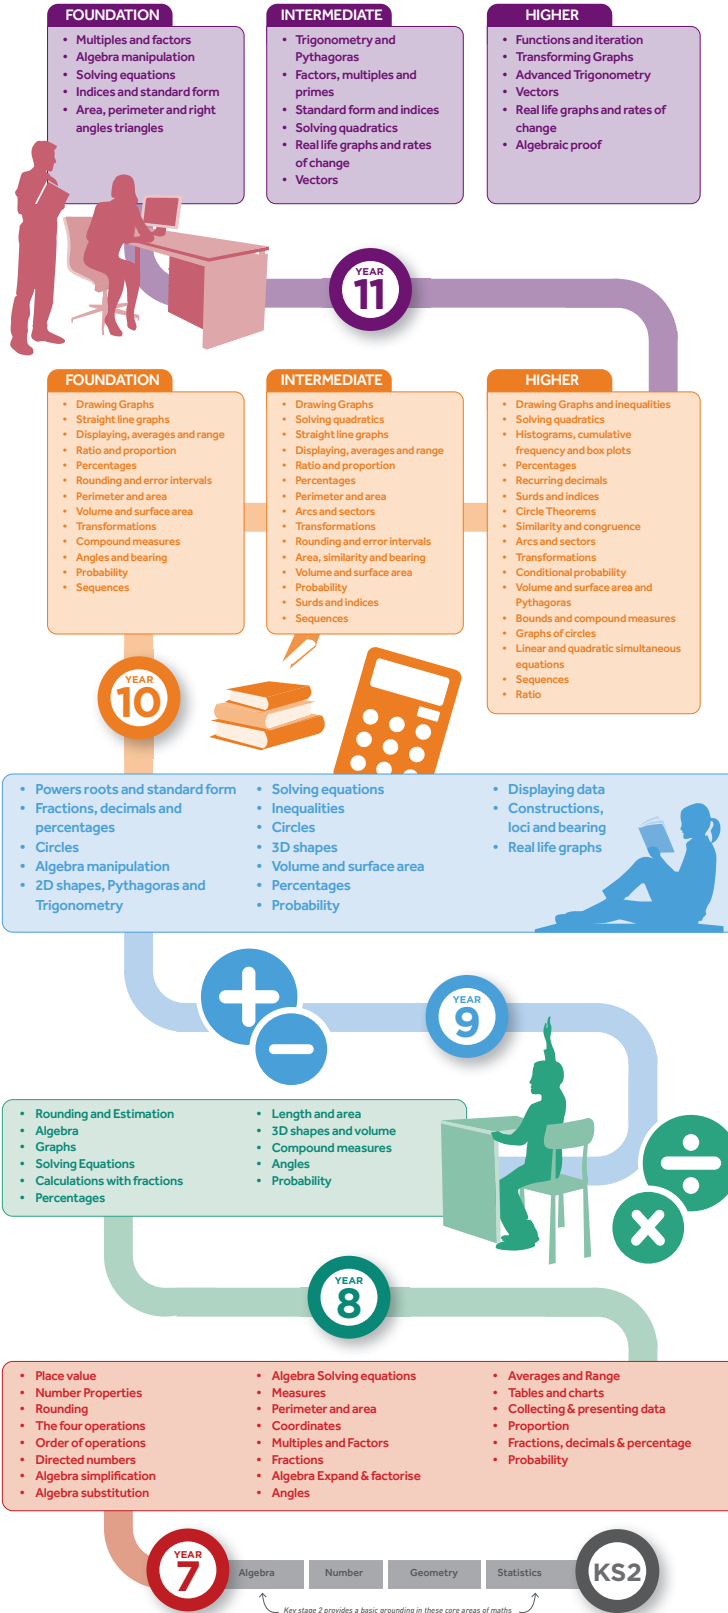 FOUNDATION
• Multiples and factors
• Algebra manipulation
• Solving equations
• Indices and standard form
• Area, perimeter and right
angles triangles
INTERMEDIATE
• Trigonometry and
Pythagoras
• Factors, multiples and
primes
• Standard form and indices
• Solving quadratics
• Real life graphs and rates
of change
• Vectors
HIGHER
• Functions and iteration
• Transforming Graphs
• Advanced Trigonometry
• Vectors
• Real life graphs and rates of
change
• Algebraic proof
YEAR
11
FOUNDATION
• Drawing Graphs
• Straight line graphs
• Displaying, averages and range
• Ratio and proportion
• Percentages
• Rounding and error intervals
• Perimeter and area
• Volume and surface area
• Transformations
• Compound measures
• Angles and bearing
• Probability
• Sequences
INTERMEDIATE
• Drawing Graphs
• Solving quadratics
• Straight line graphs
• Displaying, averages and range
• Ratio and proportion
• Percentages
• Perimeter and area
• Arcs and sectors
• Transformations
• Rounding and error intervals
• Area, similarity and bearing
• Volume and surface area
• Probability
• Surds and indices
• Sequences
HIGHER
• Drawing Graphs and inequalities
• Solving quadratics
• Histograms, cumulative
frequency and box plots
• Percentages
• Recurring decimals
• Surds and indices
• Circle Theorems
• Similarity and congruence
• Arcs and sectors
• Transformations
• Conditional probability
• Volume and surface area and
Pythagoras
• Bounds and compound measures
• Graphs of circles
• Linear and quadratic simultaneous
equations
• Sequences
• Ratio
YEAR
10
• Powers roots and standard form
• Fractions, decimals and
percentages
• Circles
• Algebra manipulation
• 2D shapes, Pythagoras and
Trigonometry
• Solving equations
• Inequalities
• Circles
• 3D shapes
• Volume and surface area
• Percentages
• Probability
• Displaying data
• Constructions,
loci and bearing
• Real life graphs
YEAR
9
• Rounding and Estimation
• Algebra
• Graphs
• Solving Equations
• Calculations with fractions
• Percentages
• Length and area
• 3D shapes and volume
• Compound measures
• Angles
• Probability
YEAR
8
• Place value
• Number Properties
• Rounding
• The four operations
• Order of operations
• Directed numbers
• Algebra simplification
• Algebra substitution
• Algebra Solving equations
• Measures
• Perimeter and area
• Coordinates
• Multiples and Factors
• Fractions
• Algebra Expand & factorise
• Angles
• Averages and Range
• Tables and charts
• Collecting & presenting data
• Proportion
• Fractions, decimals & percentage
• Probability
YEAR
7
Algebra
Number
Geometry
Statistics
KS2
Key stage 2 provides a basic grounding in these core areas of maths